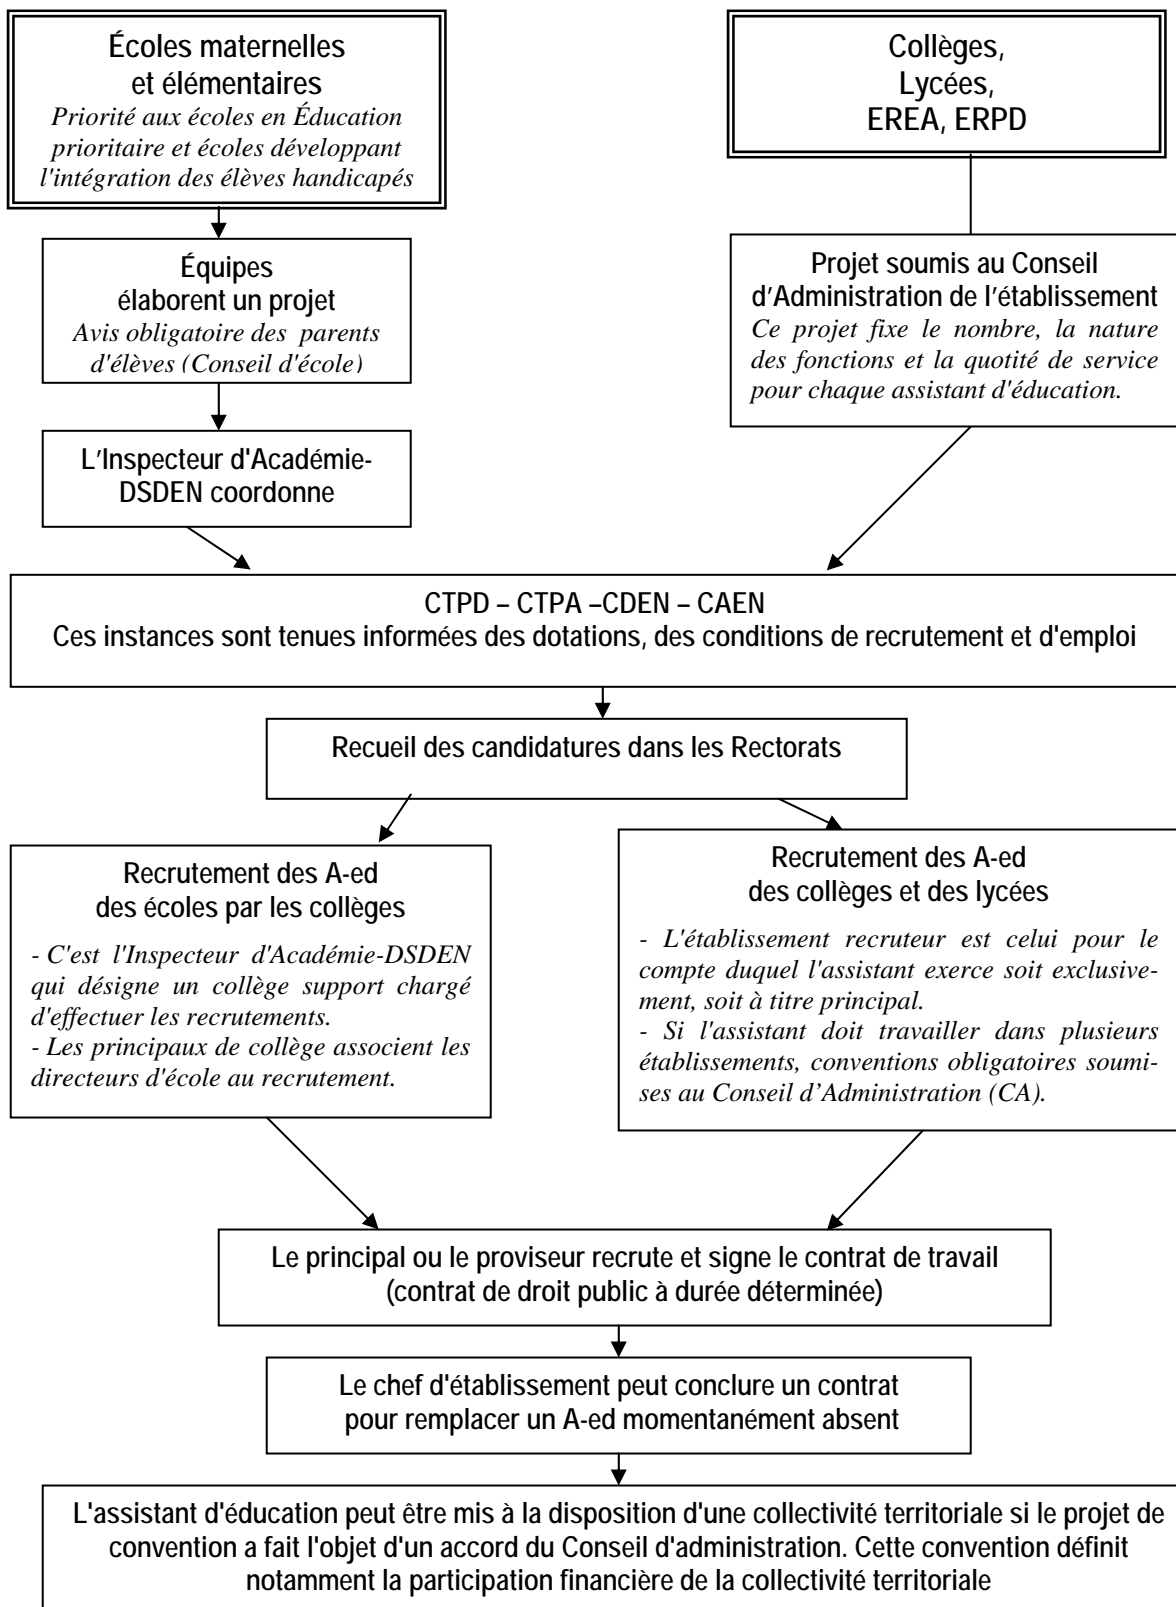 Écoles maternelles
et élémentaires
Priorité aux écoles en Éducation
prioritaire et écoles développant
l'intégration des élèves handicapés
Collèges,
Lycées,
EREA, ERPD
Équipes
élaborent un projet
Avis obligatoire des parents
d'élèves (Conseil d'école)
Projet soumis au Conseil
d'Administration de l'établissement
Ce projet fixe le nombre, la nature
des fonctions et la quotité de service
pour chaque assistant d'éducation.
L'Inspecteur d'Académie-
DSDEN coordonne
CTPD – CTPA –CDEN – CAEN
Ces instances sont tenues informées des dotations, des conditions de recrutement et d'emploi
Recueil des candidatures dans les Rectorats
Recrutement des A-ed
des écoles par les collèges
- C'est l'Inspecteur d'Académie-DSDEN
qui désigne un collège support chargé
d'effectuer les recrutements.
- Les principaux de collège associent les
directeurs d'école au recrutement.
Recrutement des A-ed
des collèges et des lycées
- L'établissement recruteur est celui pour le
compte duquel l'assistant exerce soit exclusive-
ment, soit à titre principal.
- Si l'assistant doit travailler dans plusieurs
établissements, conventions obligatoires soumi-
ses au Conseil d’Administration (CA).
Le principal ou le proviseur recrute et signe le contrat de travail
(contrat de droit public à durée déterminée)
Le chef d'établissement peut conclure un contrat
pour remplacer un A-ed momentanément absent
L'assistant d'éducation peut être mis à la disposition d'une collectivité territoriale si le projet de
convention a fait l'objet d'un accord du Conseil d'administration. Cette convention définit
notamment la participation financière de la collectivité territoriale